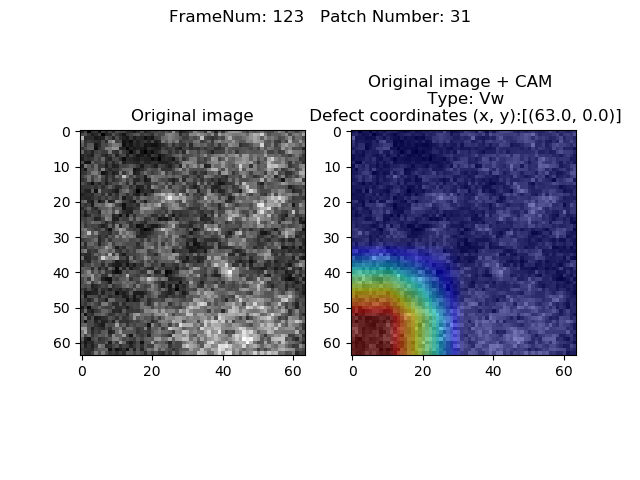 FrameNum: 123   Patch Number: 31
Original image
0
10
20
30
40
50
60
0 20 40 60
Original image + CAM
Type: Vw
Defect coordinates (x, y):[(63.0, 0.0)]
0
10
20
30
40
50
60
0 20 40 60